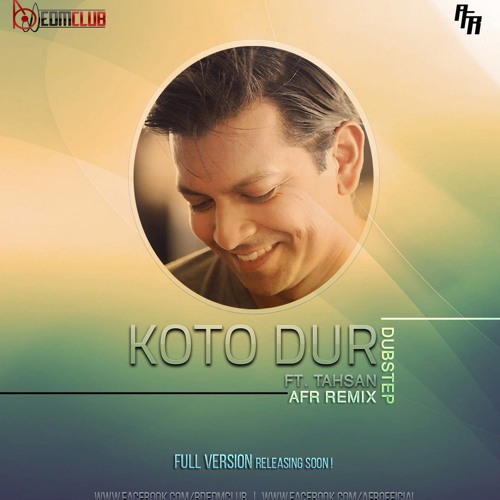 EDMCLUB
AFR
KOTO DUR
DUBSTEP
FT. TAHSAN
AFR REMIX
FULL VERSION RELEASING SOON!
WWW.FACEBOOK.COM/BDEDMCLUB | WWW.FACEBOOK.COM/AFROFFICIAL